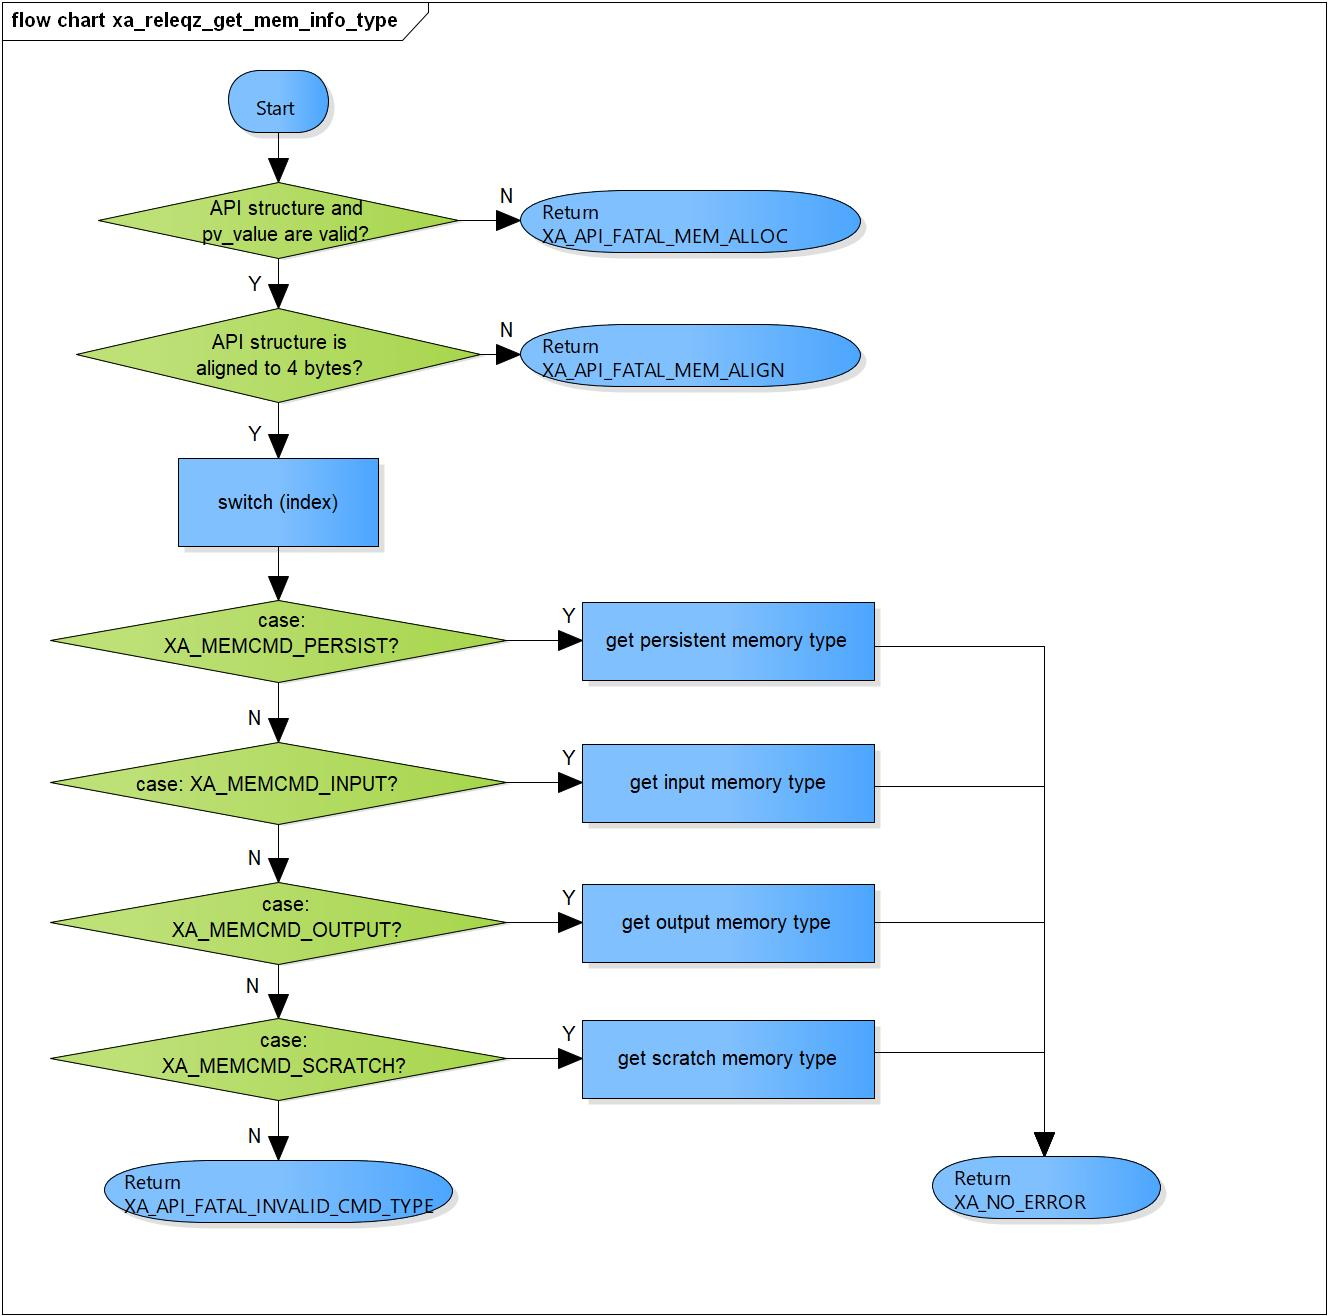 flow chart xa_releqz_get_mem_info_type
Start
API structure and
pv_value are valid?
N
Return
XA_API_FATAL_MEM_ALLOC
Y
API structure is
aligned to 4 bytes?
N
Return
XA_API_FATAL_MEM_ALIGN
Y
switch (index)
case:
XA_MEMCMD_PERSIST?
Y
get persistent memory type
N
case: XA_MEMCMD_INPUT?
Y
get input memory type
N
case:
XA_MEMCMD_OUTPUT?
Y
get output memory type
N
case:
XA_MEMCMD_SCRATCH?
Y
get scratch memory type
N
Return
XA_API_FATAL_INVALID_CMD_TYPE
Return
XA_NO_ERROR